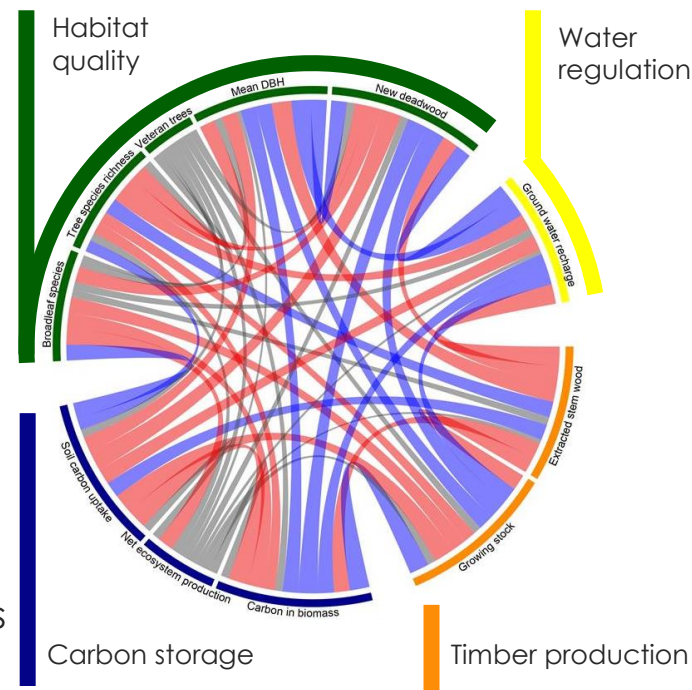 Habitat
quality
Water
regulation
Mean DBH
New deadwood
Veteran trees
Tree species richness
Broadleaf species
Ground water recharge
Extracted stem wood
Growing stock
Carbon in biomass
Net ecosystem production
Soil carbon uptake
s
Carbon storage
Timber production